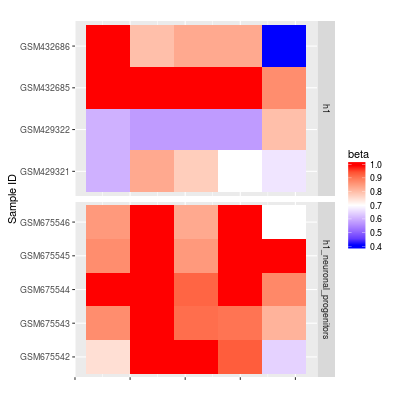 GSM432686
GSM432685
GSM429322
GSM429321
h1
GSM675546
GSM675545
GSM675544
GSM675543
GSM675542
h1_neuronal_progenitors
Sample ID
beta
1.0
0.9
0.8
0.7
0.6
0.5
0.4